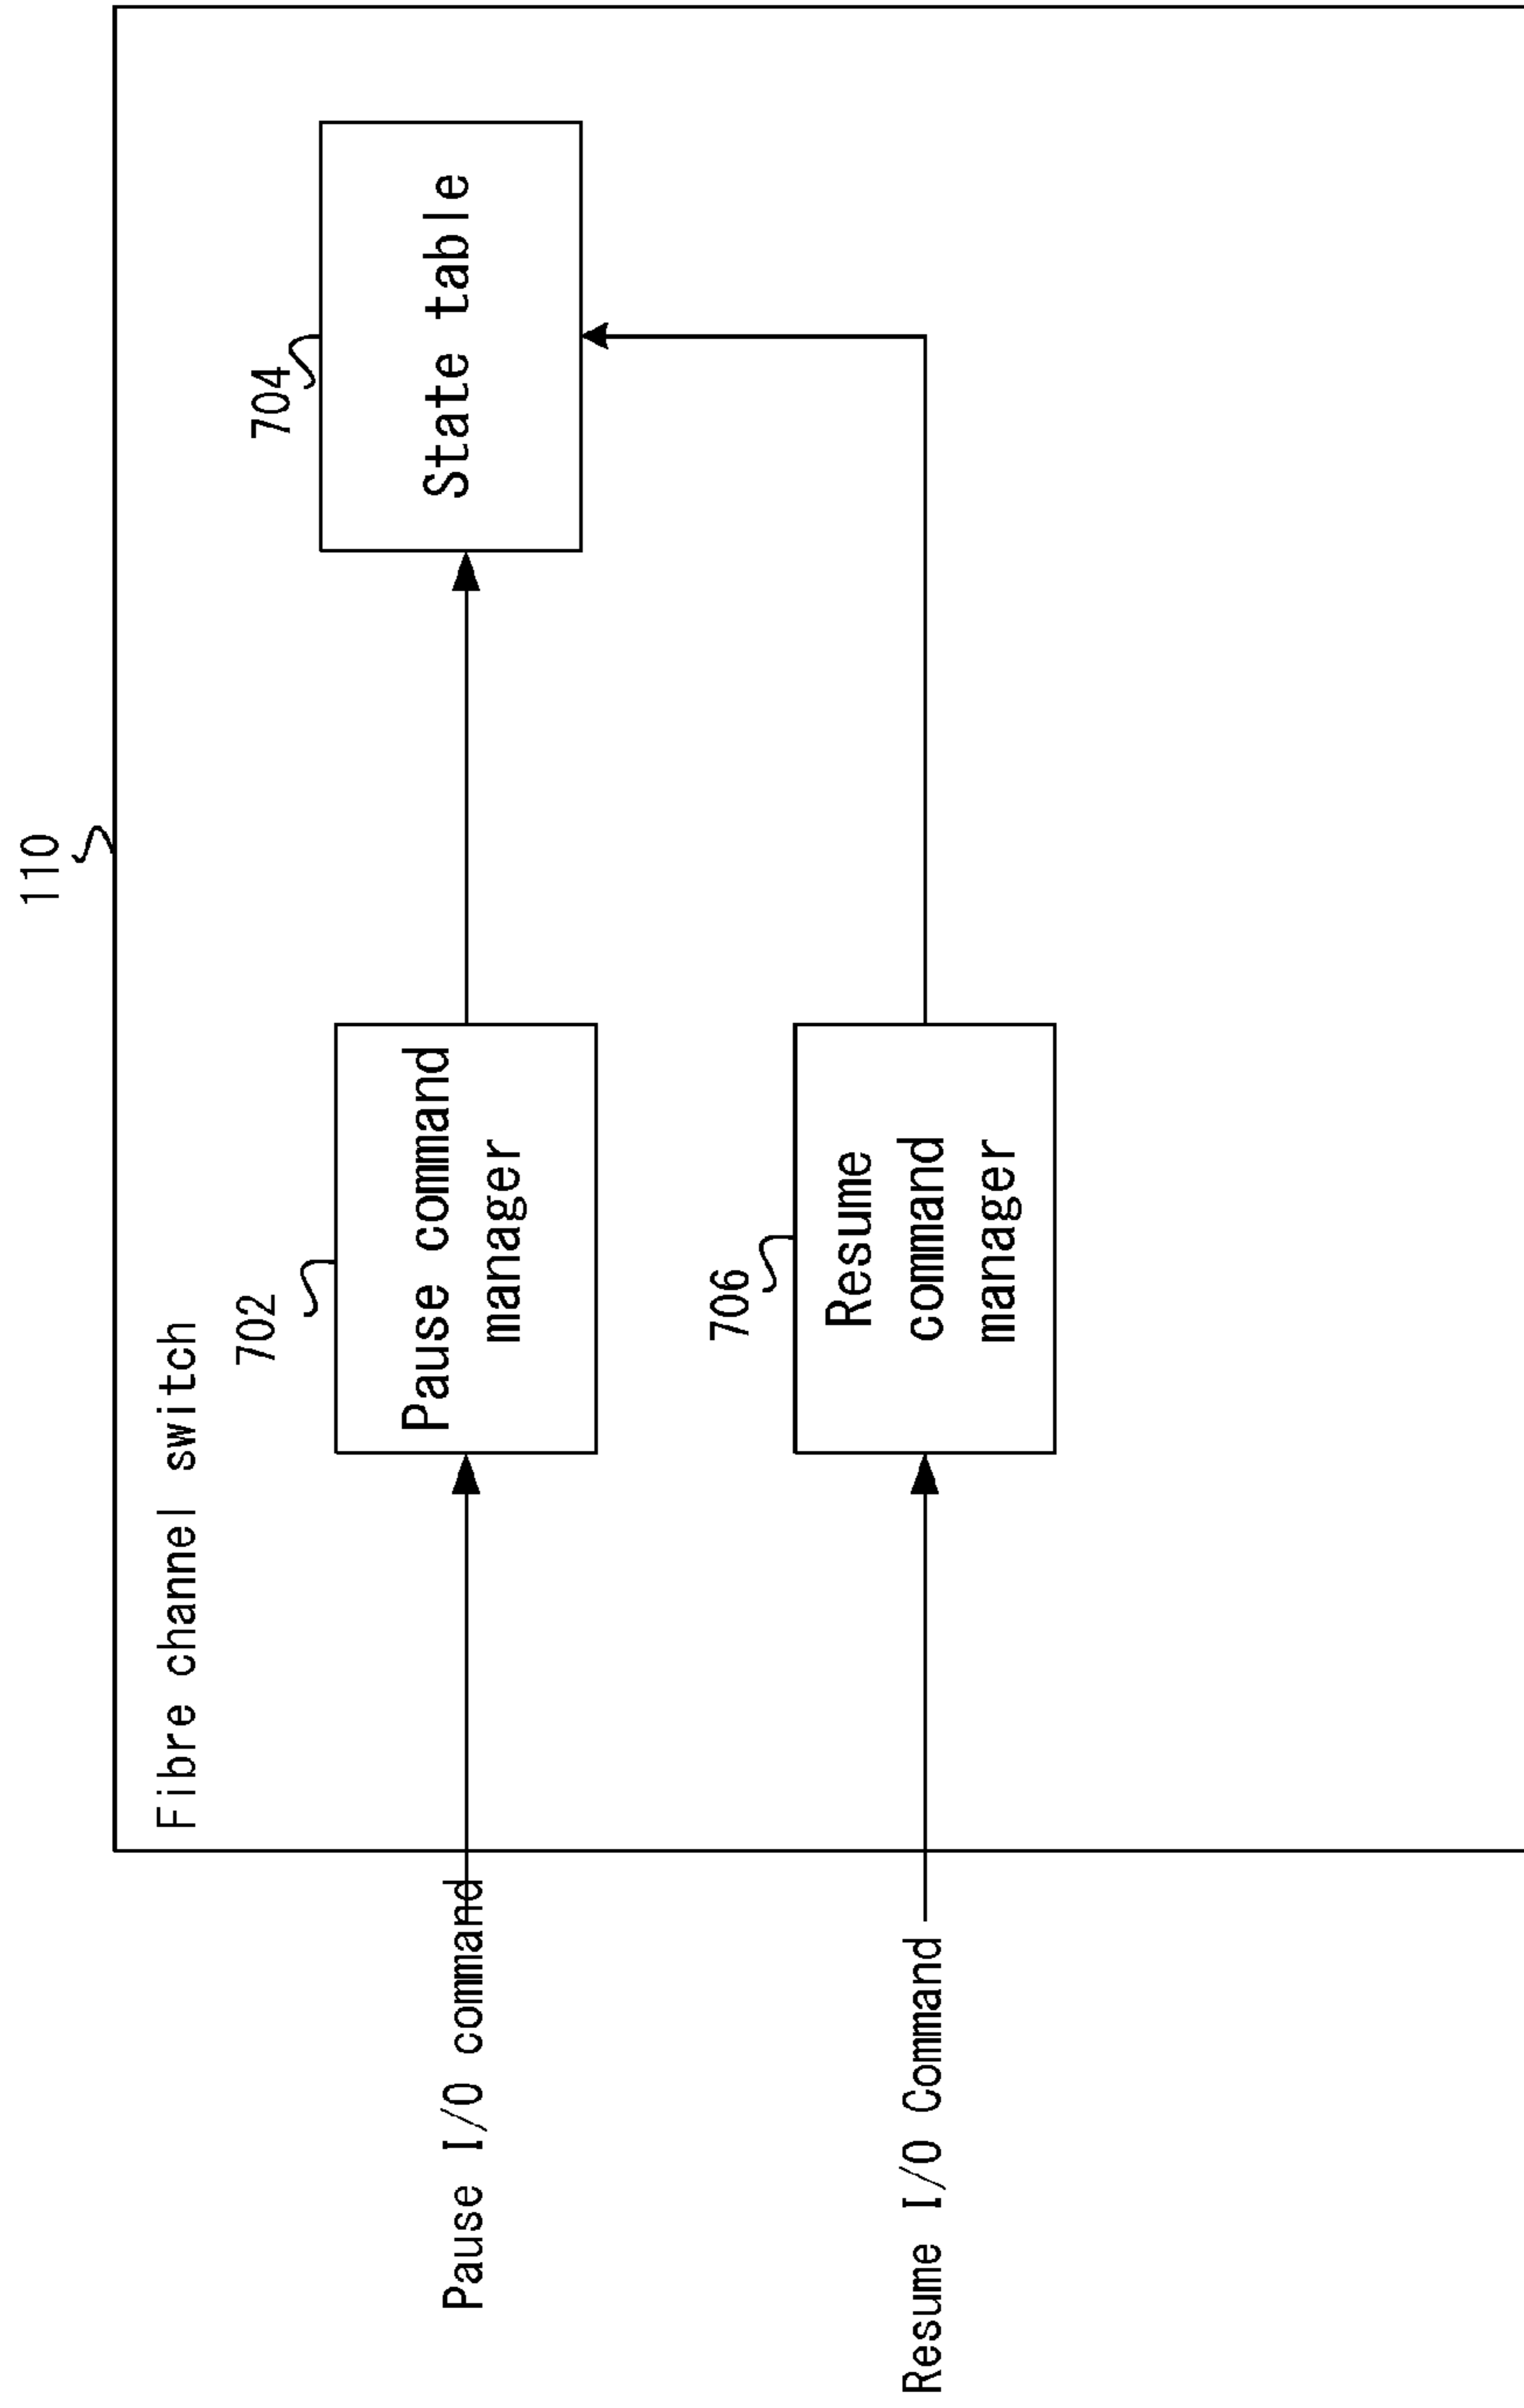 110
Fibre channel switch
702
704
Pause I/O command
Pause command
manager
State table
706
Resume I/O Command
Resume
command
manager